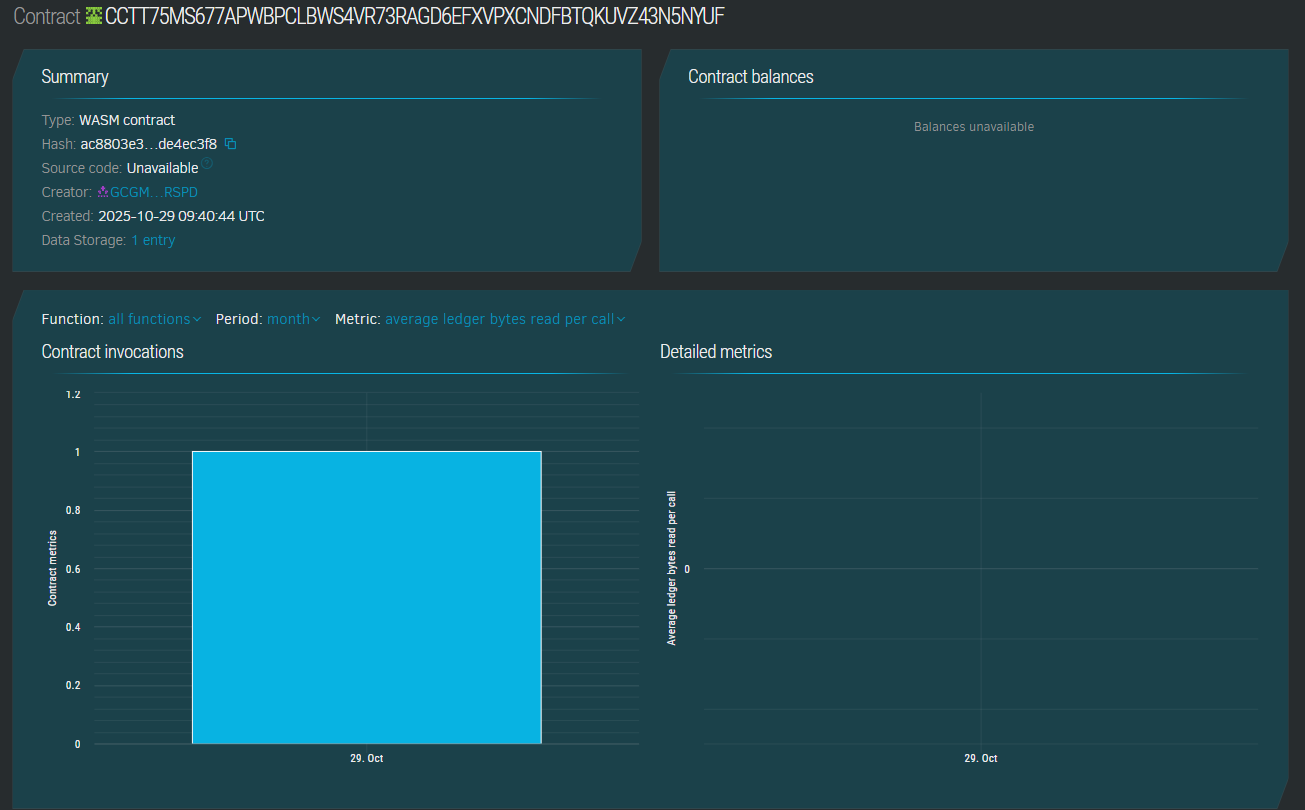 Contract CCTT75MS677APWBPCLBWS4VR73RAGD6EFXVPXCNDFBTQKUVZ43N5NYUF
Summary
Type: WASM contract
Hash: ac8803e3...de4ec3f8
Source code: Unavailable
Creator: GCGM...RSPD
Created: 2025-10-29 09:40:44 UTC
Data Storage: 1 entry
Contract balances
Balances unavailable
Function: all functions Period: month Metric: average ledger bytes read per call
Contract invocations
Contract metrics
1.2
1
0.8
0.6
0.4
0.2
0
29. Oct
Detailed metrics
Average ledger bytes read per call
0
29. Oct